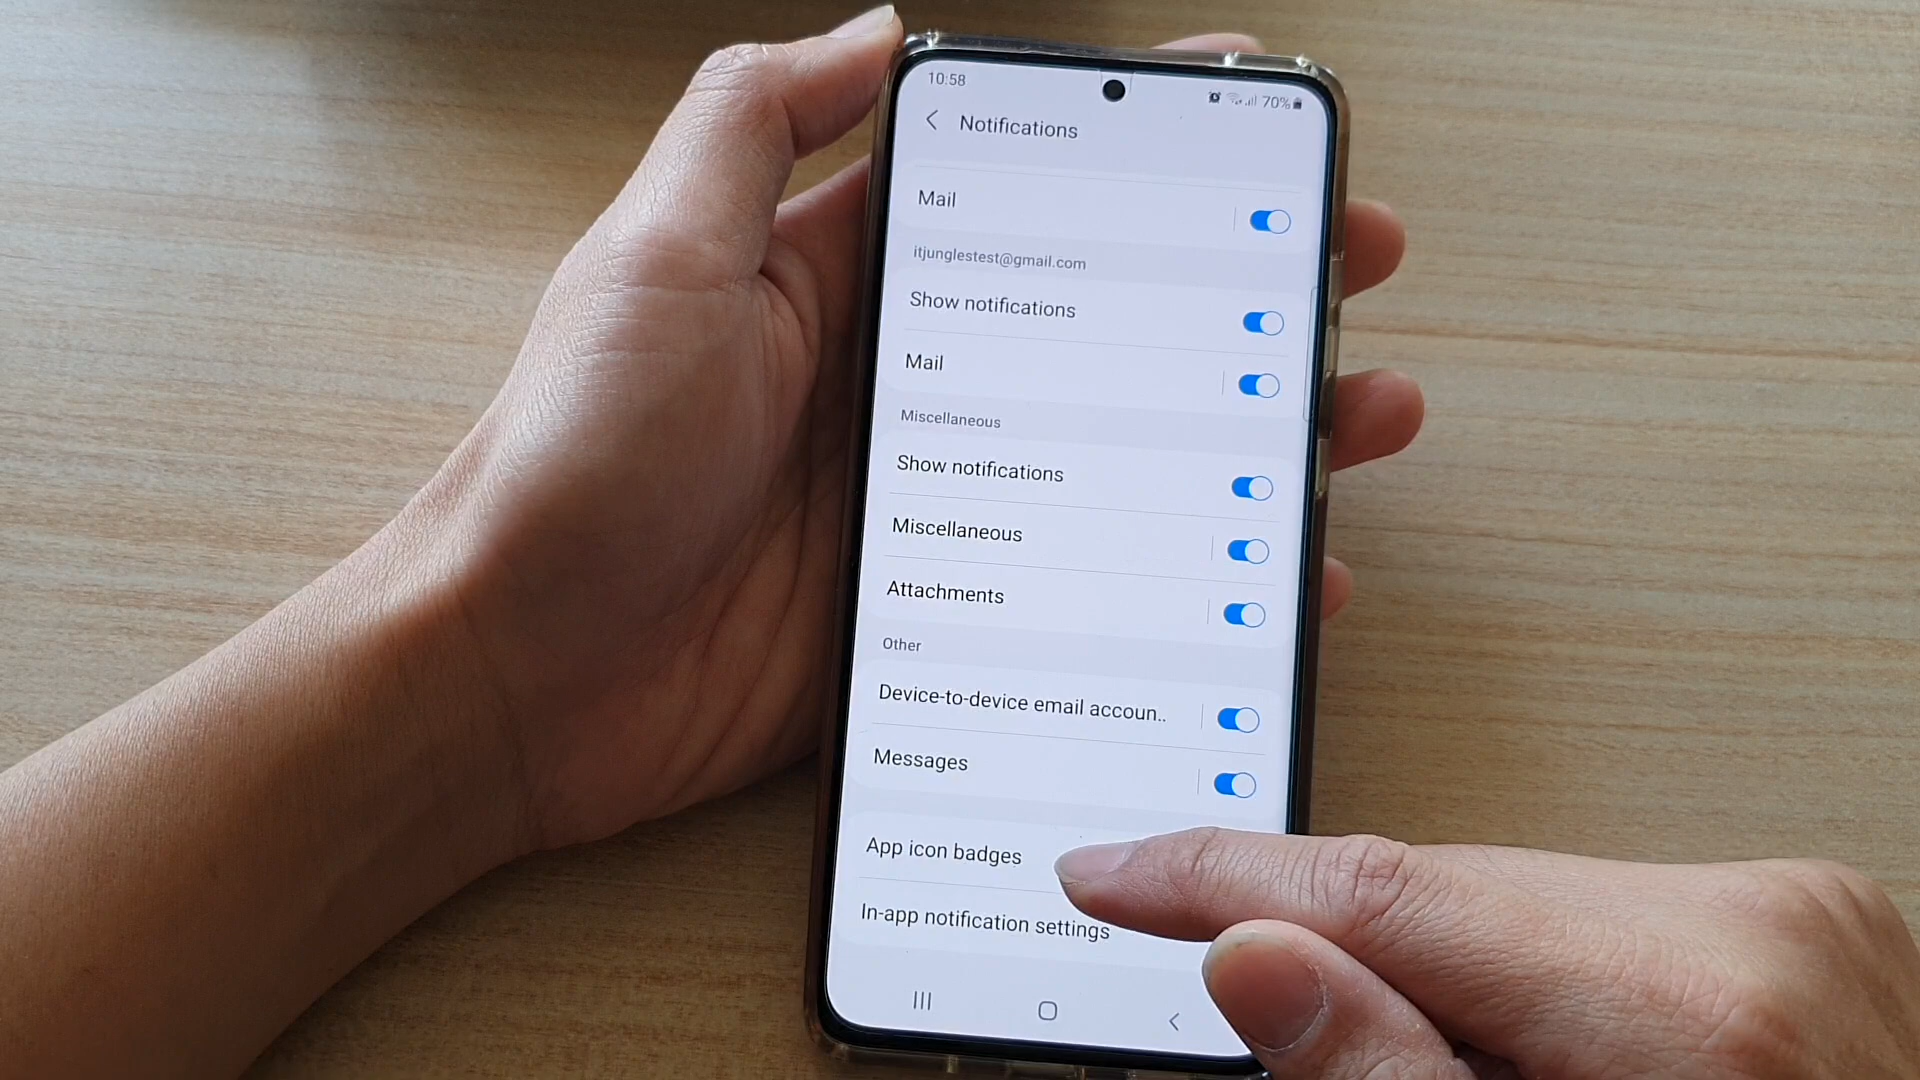 10:58
70%
Notifications
Mail
itjunglestest@gmail.com
Show notifications
Mail
Miscellaneous
Show notifications
Miscellaneous
Attachments
Other
Device-to-device email accoun..
Messages
App icon badges
In-app notification settings